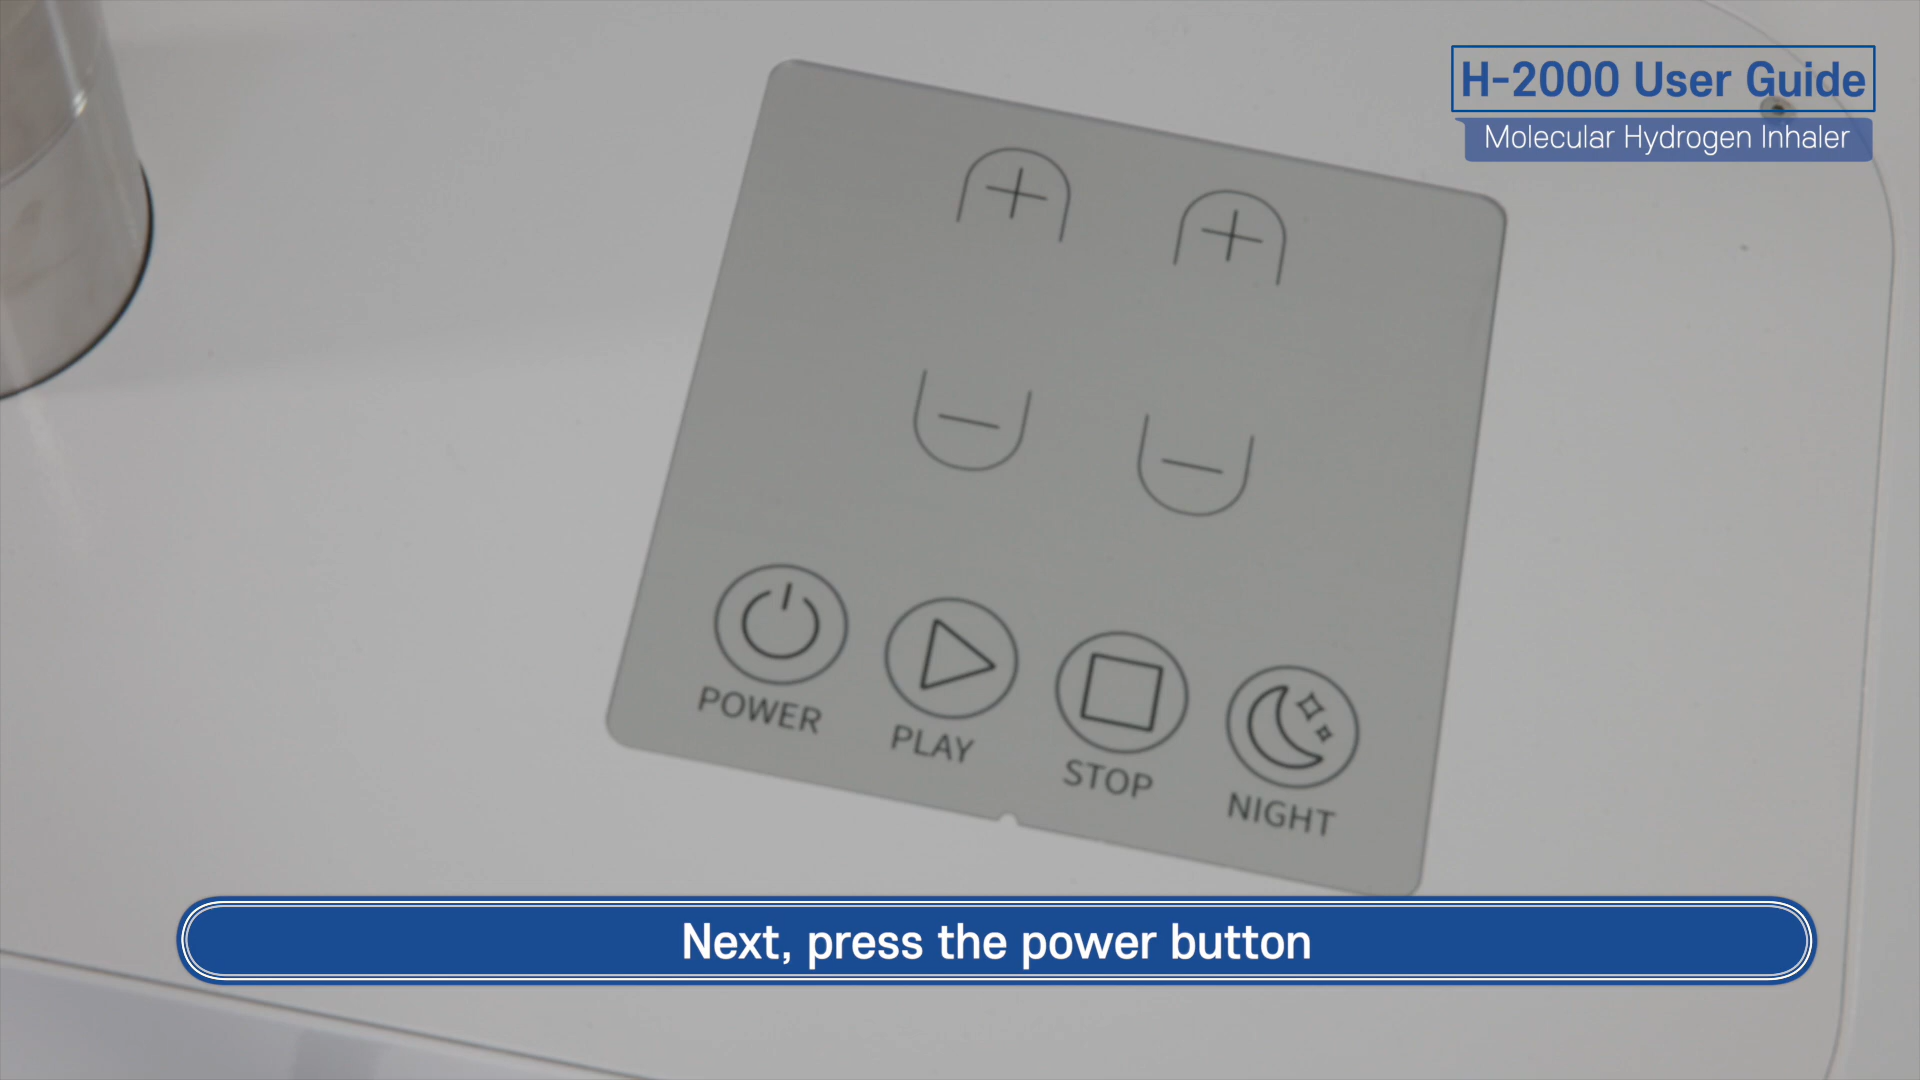 H-2000 User Guide
Molecular Hydrogen Inhaler
POWER
PLAY
STOP
NIGHT
Next, press the power button